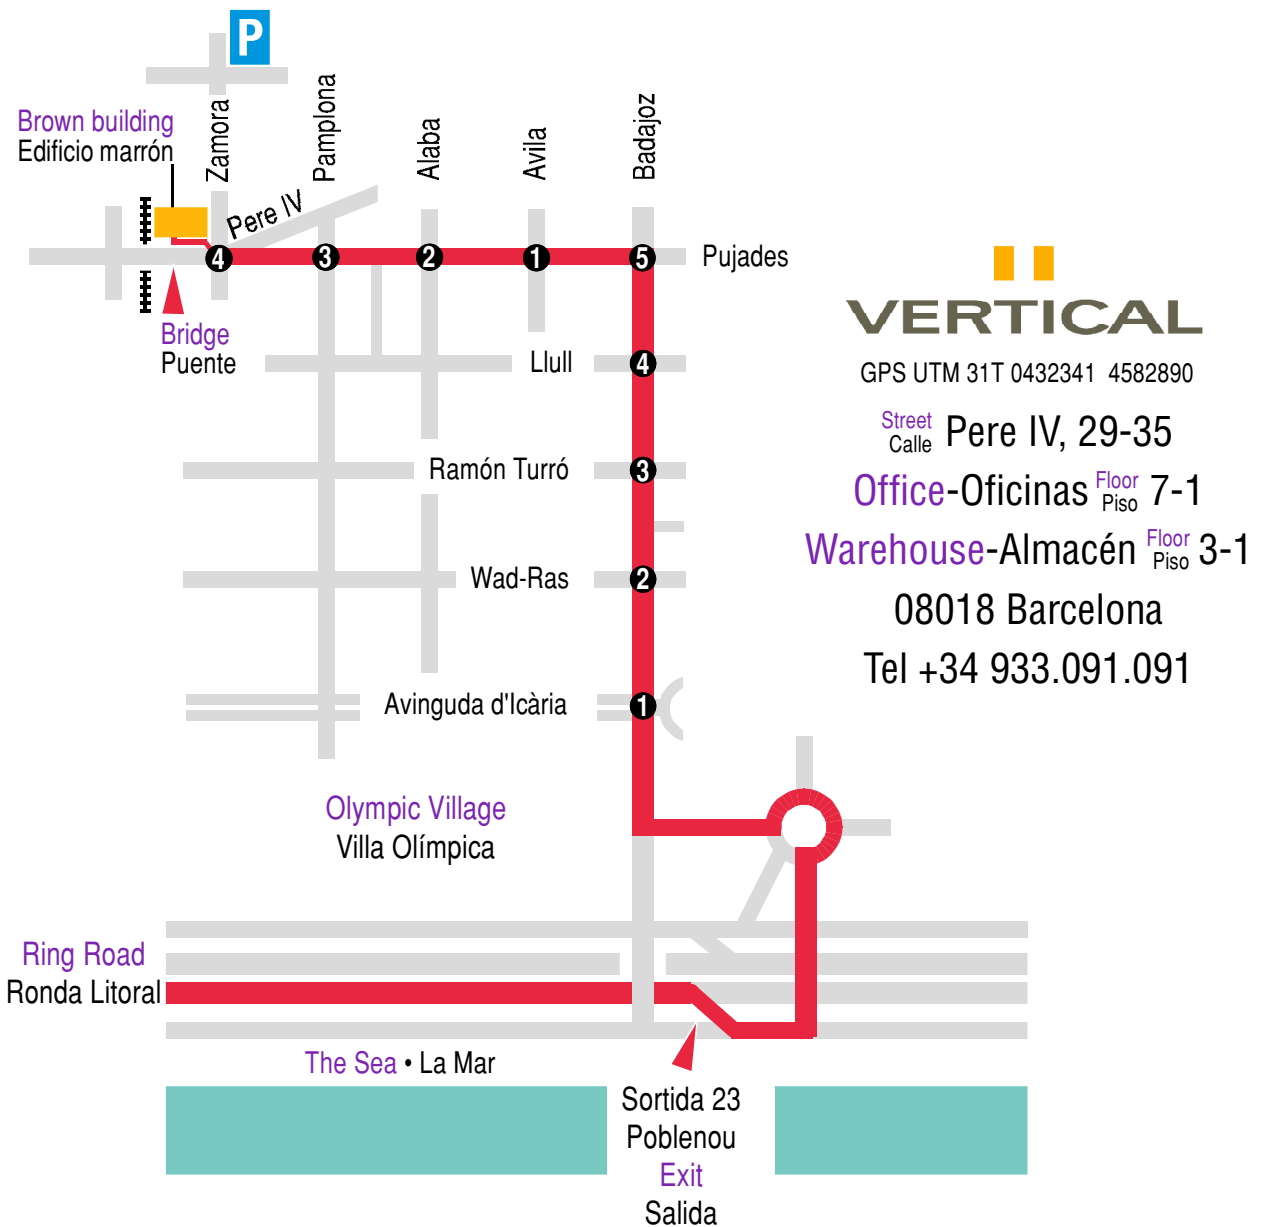 P
Brown building
Edificio marrón
Zamora
Pamplona
Alaba
Avila
Badajoz
Pere IV
4 3 2 1 5
Pujades
Bridge
Puente
Llull
4
Ramón Turró
3
Wad-Ras
2
Avinguda d'Icària
1
Olympic Village
Villa Olímpica
Ring Road
Ronda Litoral
The Sea • La Mar
Sortida 23
Poblenou
Exit
Salida
VERTICAL
GPS UTM 31T 0432341 4582890
Street
Calle
Pere IV, 29-35
Office-Oficinas Floor Piso 7-1
Warehouse-Almacén Floor Piso 3-1
08018 Barcelona
Tel +34 933.091.091